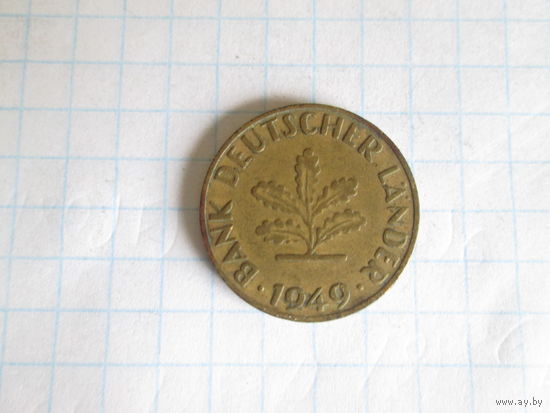 · BANK DEUTSCHER LÄNDER ·
1949
www.ay.by